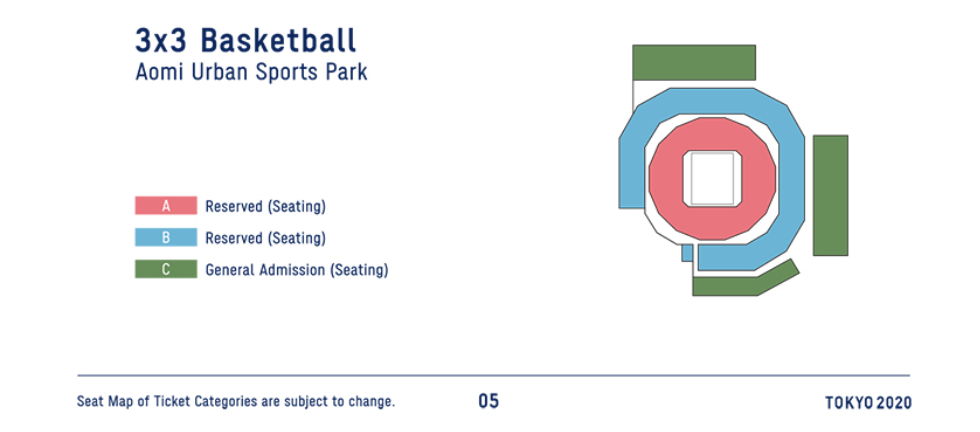 3x3 Basketball
Aomi Urban Sports Park
A Reserved (Seating)
B Reserved (Seating)
C General Admission (Seating)
Seat Map of Ticket Categories are subject to change. 05 TOKYO 2020